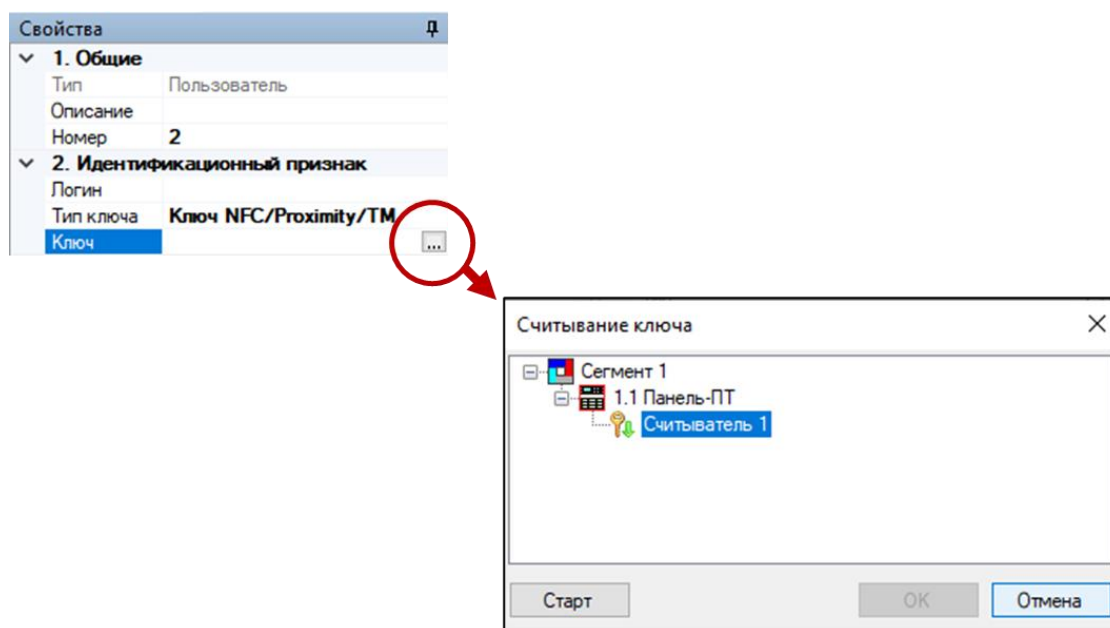 Свойства
1. Общие
Тип Пользователь
Описание
Номер 2
2. Идентификационный признак
Логин
Тип ключа Ключ NFC/Proximity/TM
Ключ ...
Считывание ключа
Сегмент 1
1.1 Панель-ПТ
Считыватель 1
Старт OK Отмена